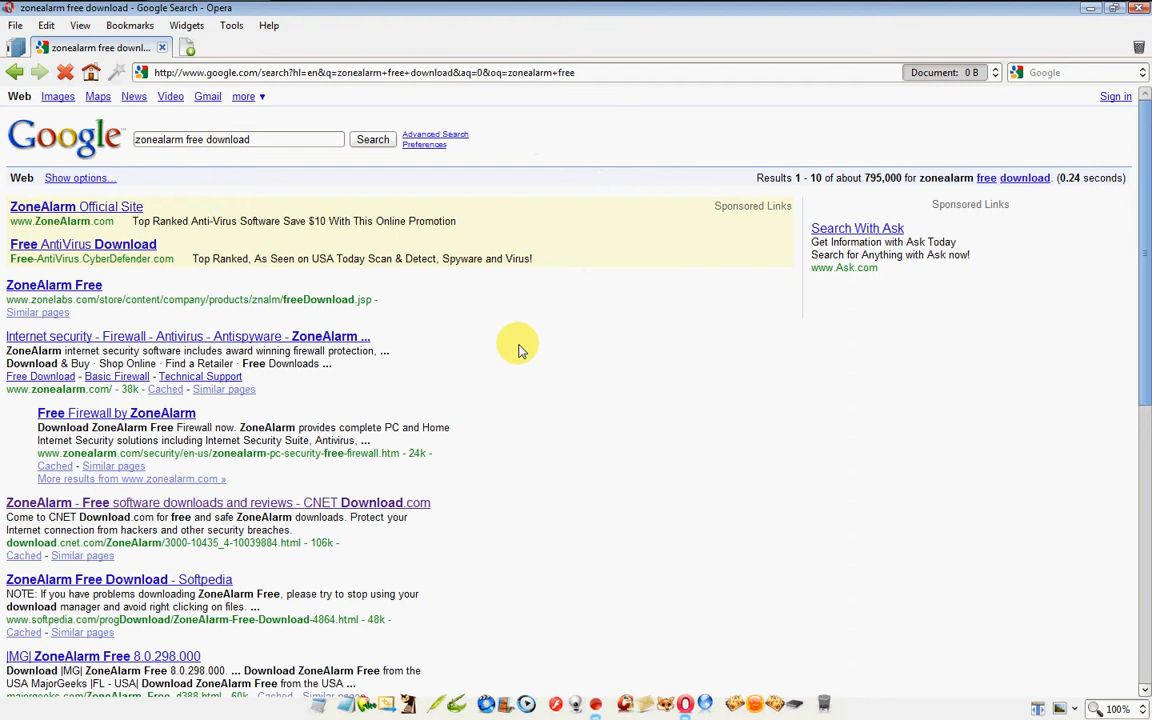 zonealarm free download - Google Search - Opera
File Edit View Bookmarks Widgets Tools Help
zonealarm free downl...
http://www.google.com/search?hl=en&q=zonealarm+free+download&aq=0&oq=zonealarm+free Document: 0 B Google
Web Images Maps News Video Gmail more ▼ Sign in
Google zonealarm free download Search Advanced Search
Preferences
Web Show options... Results 1 - 10 of about 795,000 for zonealarm free download. (0.24 seconds)
ZoneAlarm Official Site Sponsored Links
www.ZoneAlarm.com Top Ranked Anti-Virus Software Save $10 With This Online Promotion
Free AntiVirus Download
Free-AntiVirus.CyberDefender.com Top Ranked, As Seen on USA Today Scan & Detect, Spyware and Virus!
Sponsored Links
Search With Ask
Get Information with Ask Today
Search for Anything with Ask now!
www.Ask.com
ZoneAlarm Free
www.zonelabs.com/store/content/company/products/znalm/freeDownload.jsp -
Similar pages
Internet security - Firewall - Antivirus - Antispyware - ZoneAlarm ...
ZoneAlarm internet security software includes award winning firewall protection, ...
Download & Buy · Shop Online · Find a Retailer · Free Downloads ...
Free Download - Basic Firewall - Technical Support
www.zonealarm.com/ - 38k - Cached - Similar pages
Free Firewall by ZoneAlarm
Download ZoneAlarm Free Firewall now. ZoneAlarm provides complete PC and Home
Internet Security solutions including Internet Security Suite, Antivirus, ...
www.zonealarm.com/security/en-us/zonealarm-pc-security-free-firewall.htm - 24k -
Cached - Similar pages
More results from www.zonealarm.com »
ZoneAlarm - Free software downloads and reviews - CNET Download.com
Come to CNET Download.com for free and safe ZoneAlarm downloads. Protect your
Internet connection from hackers and other security breaches.
download.cnet.com/ZoneAlarm/3000-10435_4-10039884.html - 106k -
Cached - Similar pages
ZoneAlarm Free Download - Softpedia
NOTE: If you have problems downloading ZoneAlarm Free, please try to stop using your
download manager and avoid right clicking on files. ...
www.softpedia.com/progDownload/ZoneAlarm-Free-Download-4864.html - 48k -
Cached - Similar pages
|MG| ZoneAlarm Free 8.0.298.000
Download |MG| ZoneAlarm Free 8.0.298.000. ... Download ZoneAlarm Free from the
USA MajorGeeks |FL - USA| Download ZoneAlarm Free from the USA ...
majorgeeks.com/ZoneAlarm_Free_d388.html - 60k - Cached - Similar pages
100%